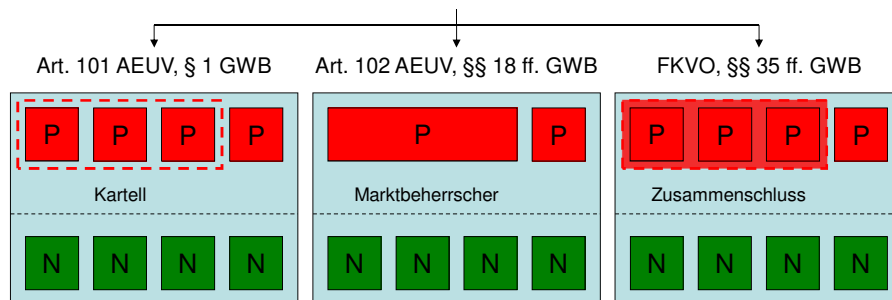 Art. 101 AEUV, § 1 GWB
Art. 102 AEUV, §§ 18 ff. GWB
FKVO, §§ 35 ff. GWB
P P P P
P P
P P P P
Kartell
Marktbeherrscher
Zusammenschluss
N N N N
N N N N
N N N N